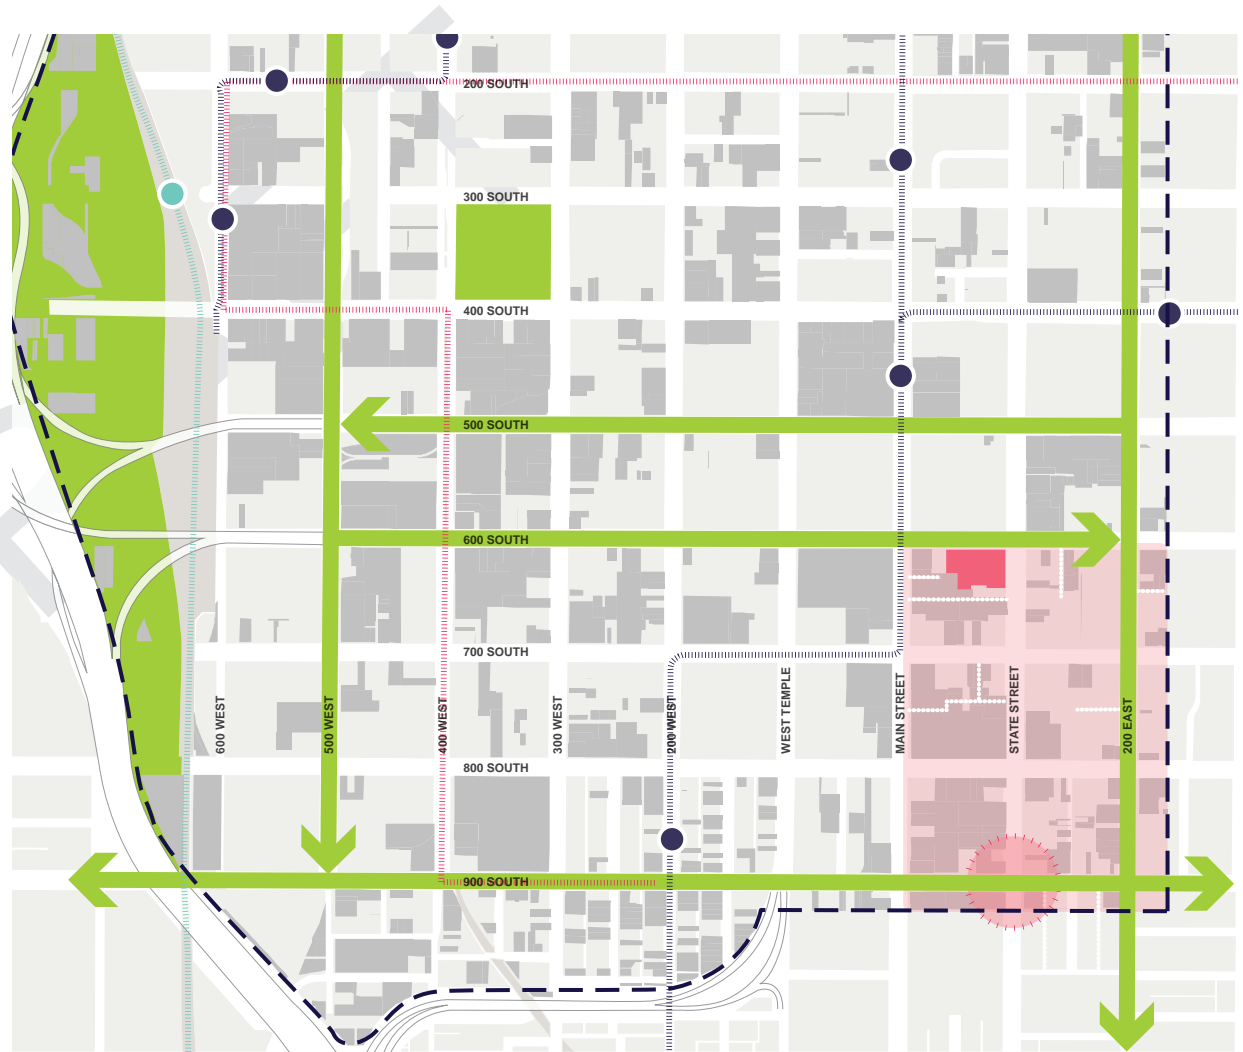 200 SOUTH
300 SOUTH
400 SOUTH
500 SOUTH
600 SOUTH
700 SOUTH
600 WEST
500 WEST
400 WEST
300 WEST
200 WEST
WEST TEMPLE
MAIN STREET
STATE STREET
200 EAST
800 SOUTH
900 SOUTH